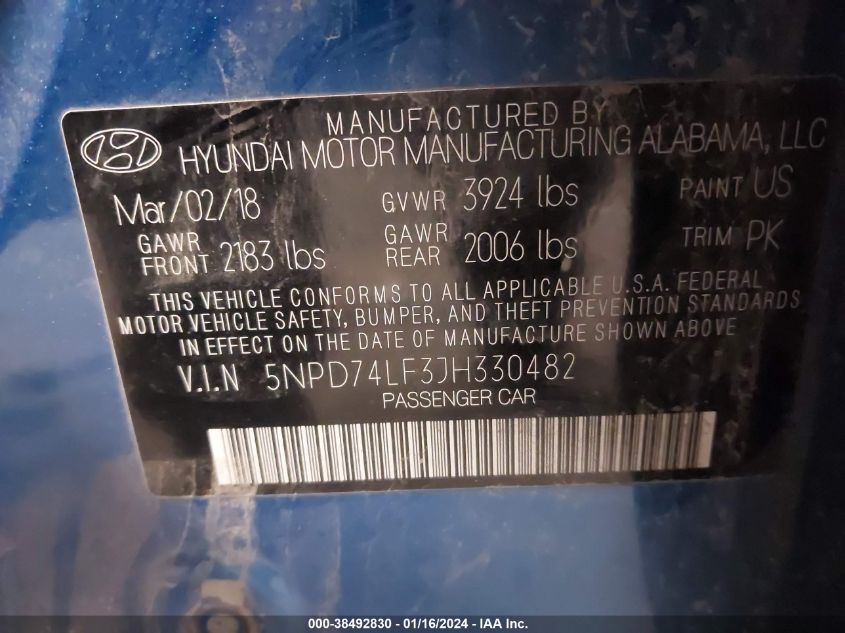 MANUFACTURED BY
HYUNDAI MOTOR MANUFACTURING ALABAMA, LLC
Mar/02/18 GVWR 3924 lbs PAINT US
GAWR FRONT 2183 lbs GAWR REAR 2006 lbs TRIM PK
THIS VEHICLE CONFORMS TO ALL APPLICABLE U.S.A. FEDERAL
MOTOR VEHICLE SAFETY, BUMPER, AND THEFT PREVENTION STANDARDS
IN EFFECT ON THE DATE OF MANUFACTURE SHOWN ABOVE
V.I.N 5NPD74LF3JH330482
PASSENGER CAR
000-38492830 - 01/16/2024 - IAA Inc.